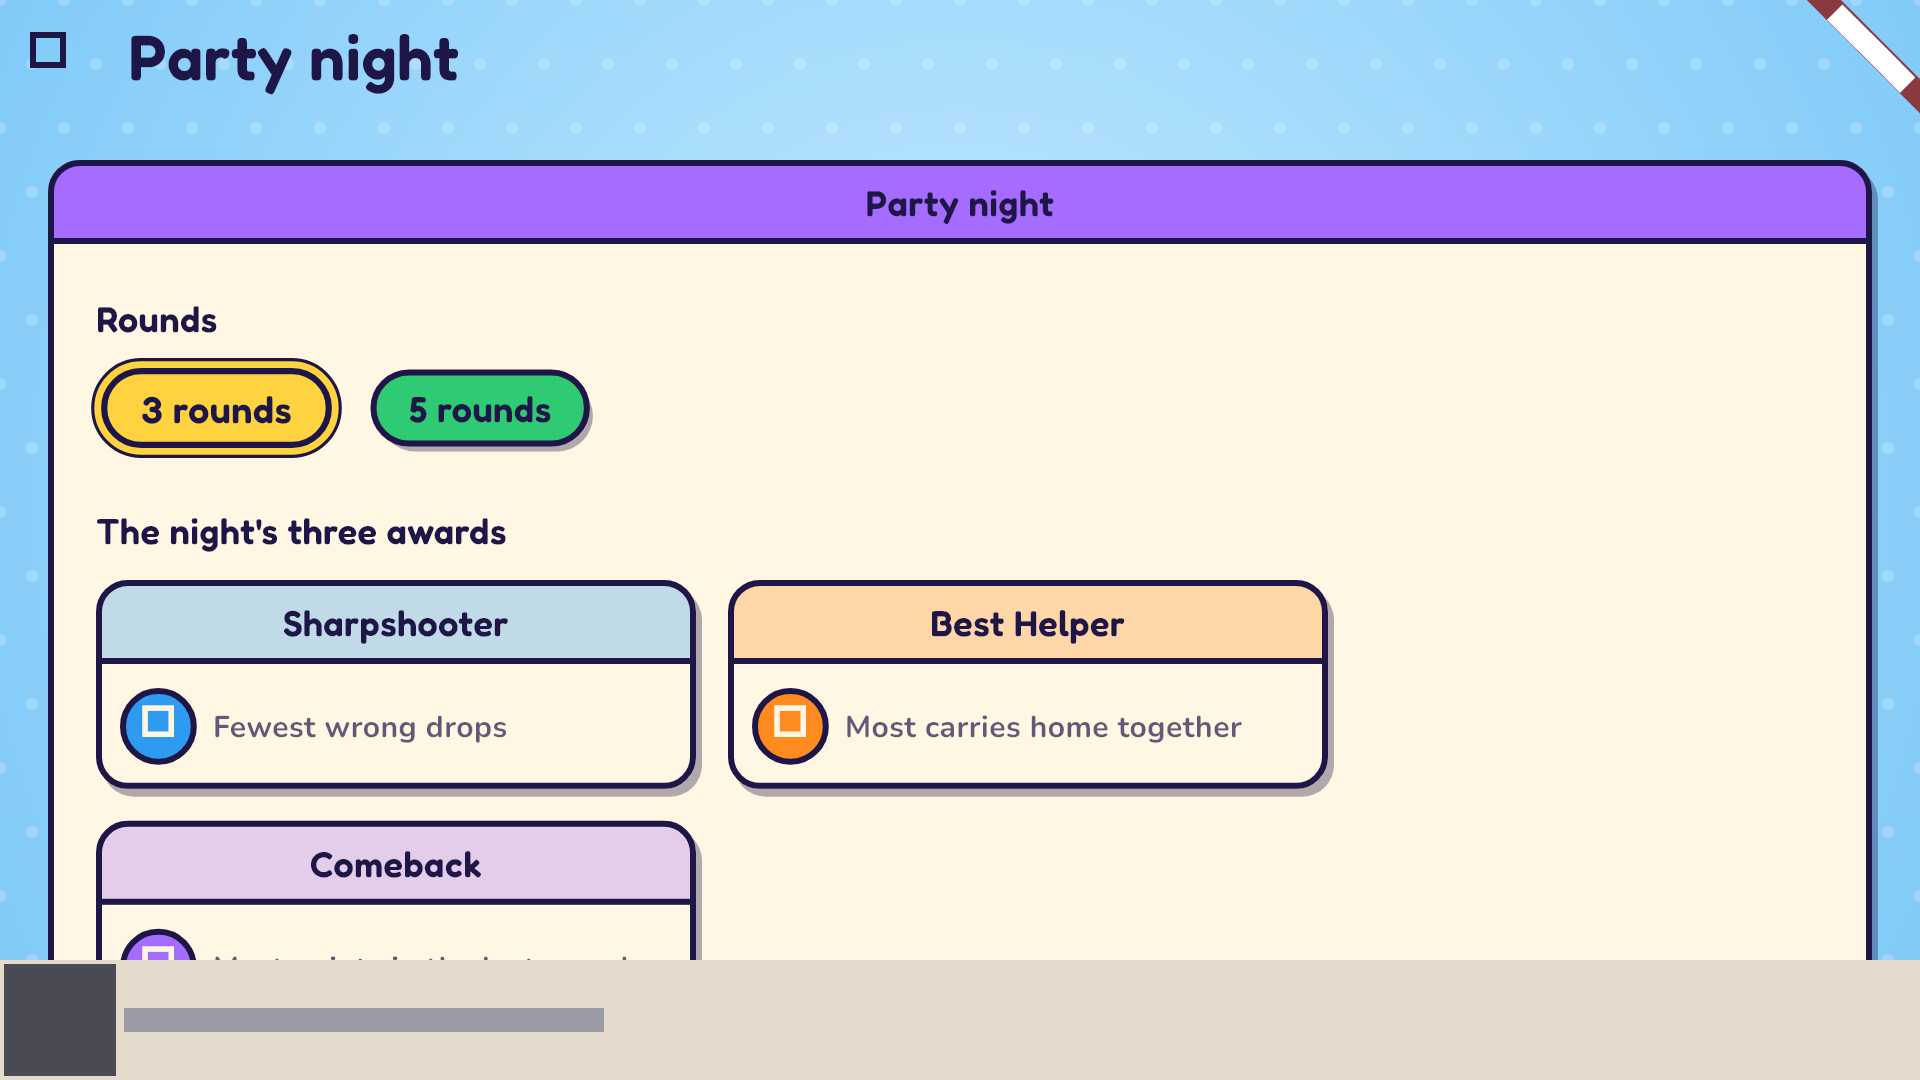 Party night
Party night
Rounds
3 rounds
5 rounds
The night's three awards
Sharpshooter
Best Helper
Fewest wrong drops
Most carries home together
Comeback